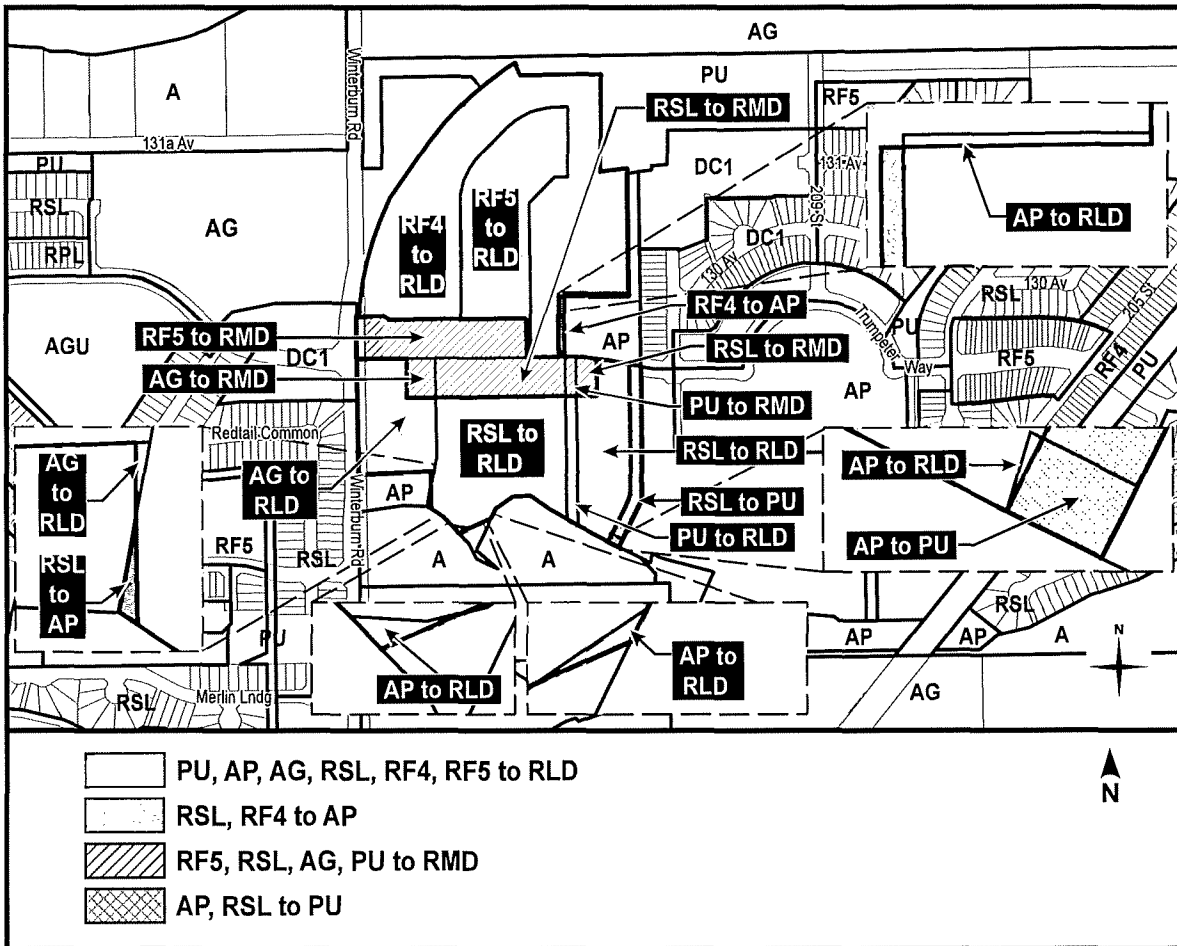 AG
A
Winterburn Rd
PU
RSL to RMD
RF5
131a Av
PU
RSL
RPL
AG
RF4
to
RLD
RF5
to
RLD
DC1
131 Av
209 St
DC1
130 Av
AP to RLD
RF4 to AP
RSL
130 Av
205 St
AGU
RF5 to RMD
DC1
AP
RSL to RMD
Trumpeter
Way
PU
RF5
RF4
PU
AG to RMD
AP
PU to RMD
Redtail Common
RSL to
RLD
RSL to RLD
AG
to
RLD
AG to
RLD
AP
Winterburn Rd
RSL to PU
PU to RLD
AP to RLD
AP to PU
RSL
to
AP
RF5
RSL
A
A
RSL
PU
AP to RLD
AP to
RLD
AP
AP
A
N
RSL
Merlin Lndg
AG
PU, AP, AG, RSL, RF4, RF5 to RLD
RSL, RF4 to AP
RF5, RSL, AG, PU to RMD
AP, RSL to PU
N